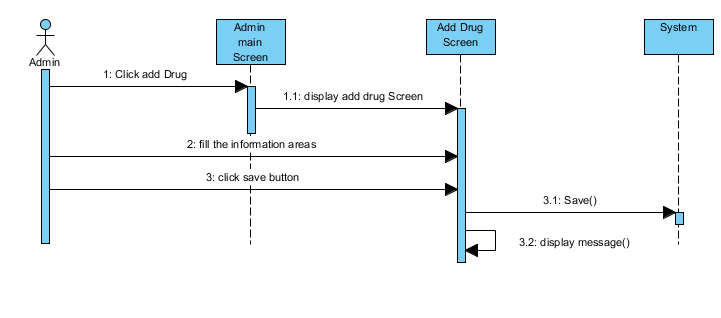 Admin
main
Screen
Add Drug
Screen
System
Admin
1: Click add Drug
1.1: display add drug Screen
2: fill the information areas
3: click save button
3.1: Save()
3.2: display message()